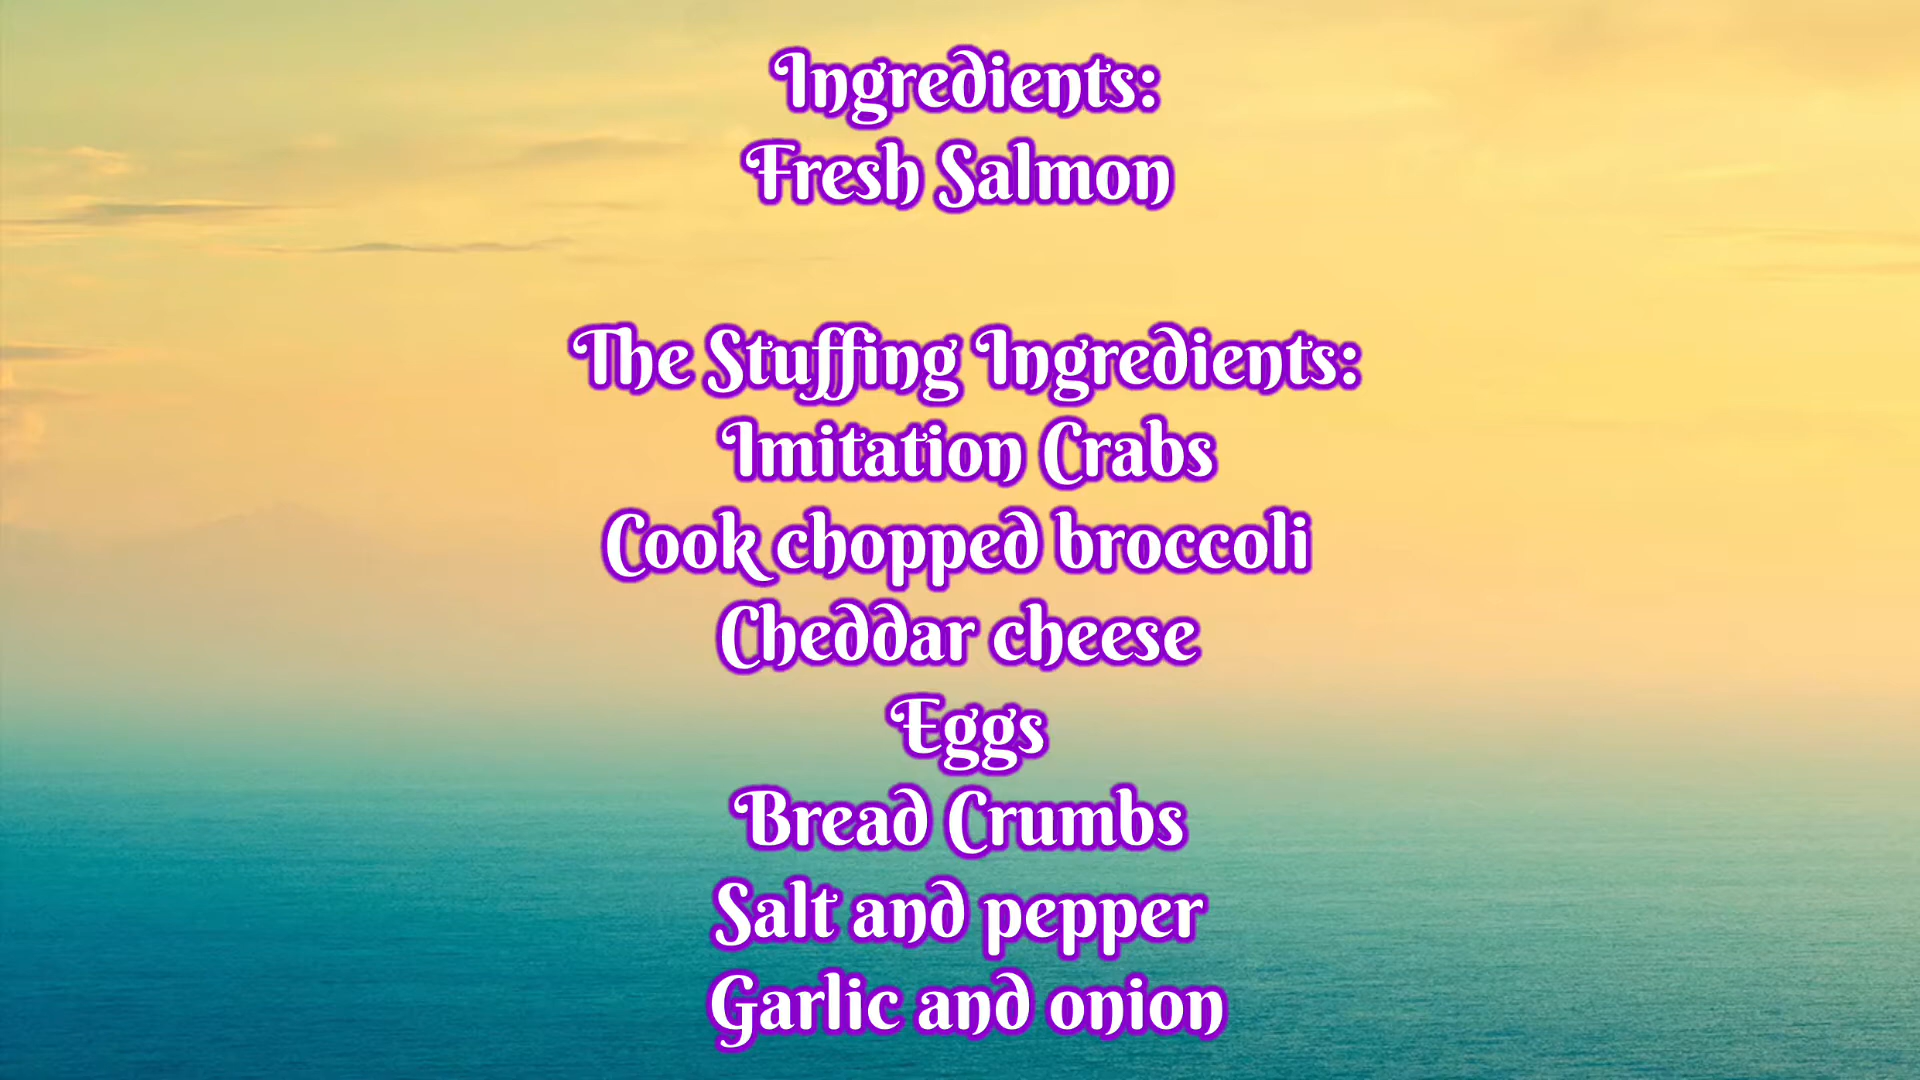 Ingredients:
Fresh Salmon
The Stuffing Ingredients:
Imitation Crabs
Cook chopped broccoli
Cheddar cheese
Eggs
Bread Crumbs
Salt and pepper
Garlic and onion